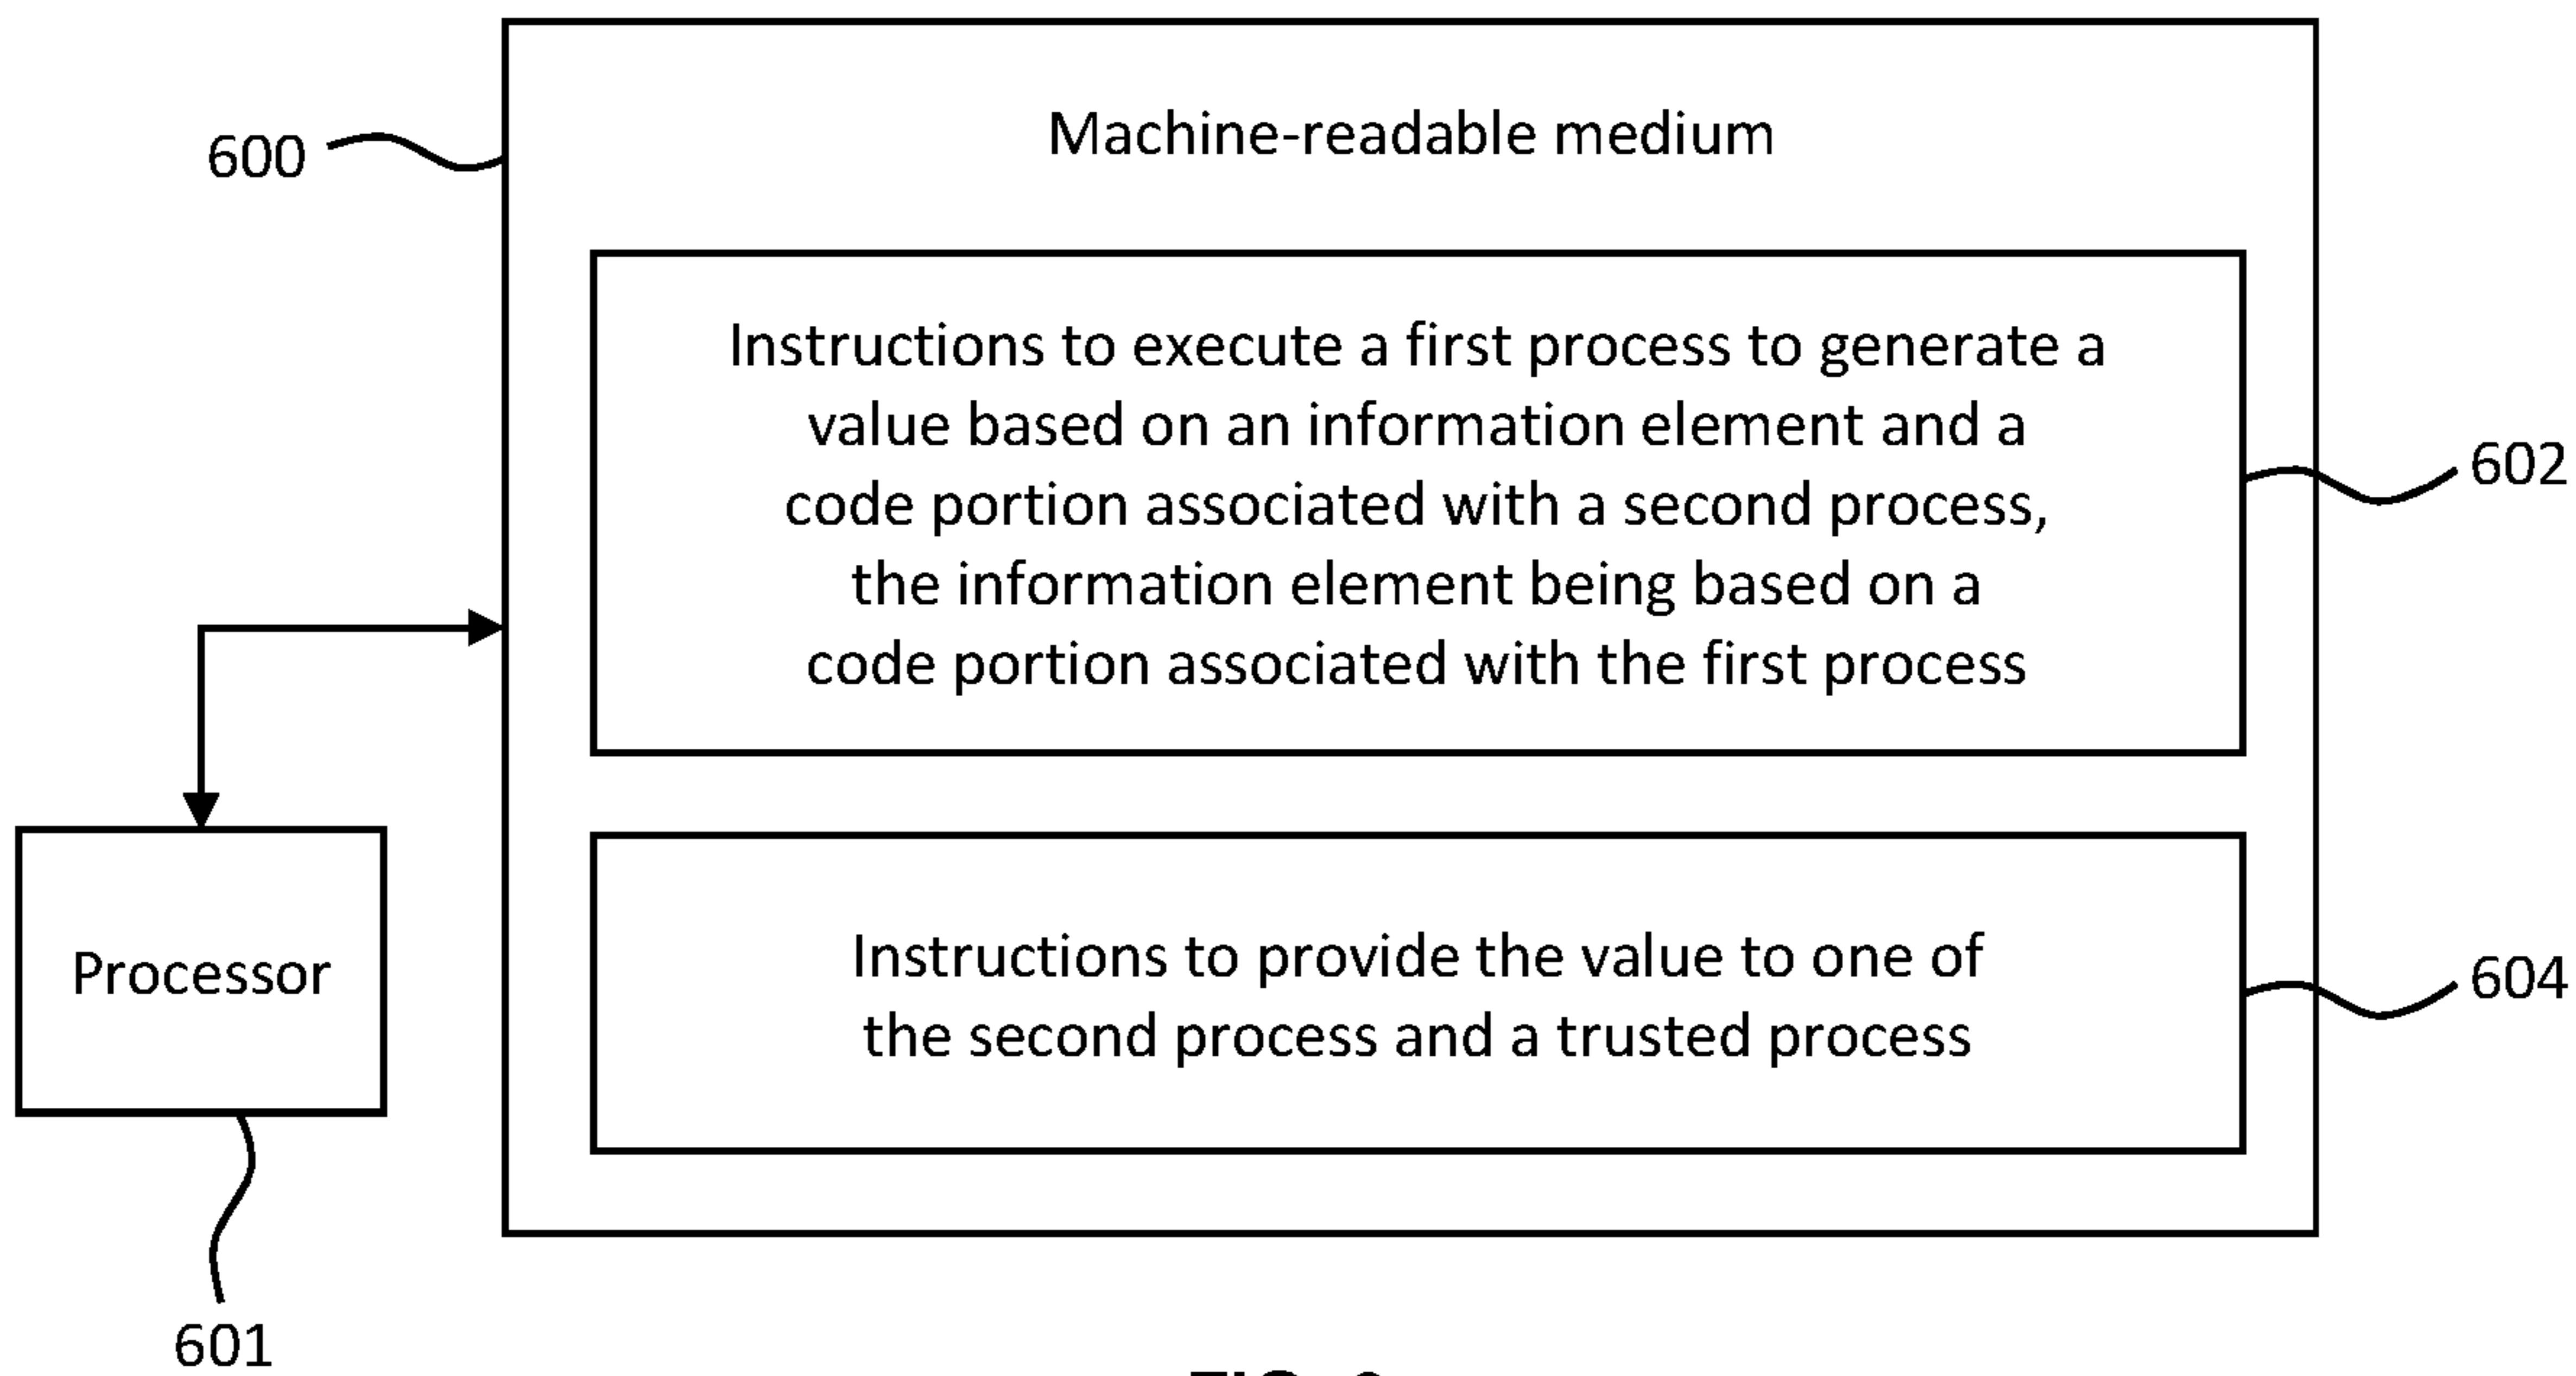 Machine-readable medium
600
Instructions to execute a first process to generate a
value based on an information element and a
code portion associated with a second process,
the information element being based on a
code portion associated with the first process
602
Instructions to provide the value to one of
the second process and a trusted process
604
Processor
601